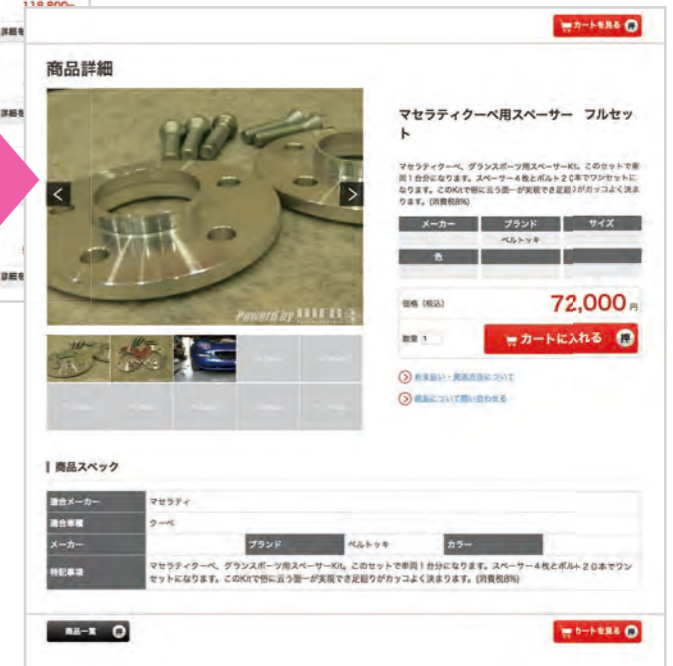 118,800
詳細を
カートを見る 押
商品詳細
詳細を
マセラティクーペ用スペーサー フルセッ
ト
マセラティクーペ、グランスポーツ用スペーサーKit。このセットで車
両1台分になります。スペーサー4枚とボルト20本でワンセットに
なります。このKitで俗に云う面一が実現でき足廻りがカッコよく決ま
ります。(消費税8%)
メーカー ブランド サイズ
ベルトッキ
色
詳細を
価格(税込) 72,000円
Powerd by
数量 1 カートに入れる 押
お支払い・発送方法について
商品について問い合わせる
商品スペック
適合メーカー マセラティ
適合車種 クーペ
メーカー ブランド ベルトッキ カラー
特記事項 マセラティクーペ、グランスポーツ用スペーサーKit。このセットで車両1台分になります。スペーサー4枚とボルト20本でワン
セットになります。このKitで俗に云う面一が実現でき足廻りがカッコよく決まります。(消費税8%)
商品一覧 押 カートを見る 押